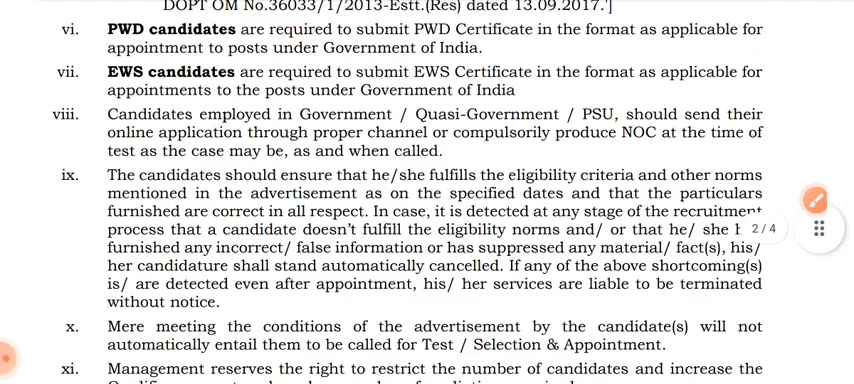 DOPT OM No.36033/1/2013-Estt.(Res) dated 13.09.2017.']
vi. PWD candidates are required to submit PWD Certificate in the format as applicable for
appointment to posts under Government of India.
vii. EWS candidates are required to submit EWS Certificate in the format as applicable for
appointments to the posts under Government of India
viii. Candidates employed in Government / Quasi-Government / PSU, should send their
online application through proper channel or compulsorily produce NOC at the time of
test as the case may be, as and when called.
ix. The candidates should ensure that he/she fulfills the eligibility criteria and other norms
mentioned in the advertisement as on the specified dates and that the particulars
furnished are correct in all respect. In case, it is detected at any stage of the recruitment
process that a candidate doesn't fulfill the eligibility norms and/ or that he/ she
2/4
furnished any incorrect/ false information or has suppressed any material/ fact(s), his/
her candidature shall stand automatically cancelled. If any of the above shortcoming(s)
is/ are detected even after appointment, his/ her services are liable to be terminated
without notice.
x. Mere meeting the conditions of the advertisement by the candidate(s) will not
automatically entail them to be called for Test / Selection & Appointment.
xi. Management reserves the right to restrict the number of candidates and increase the